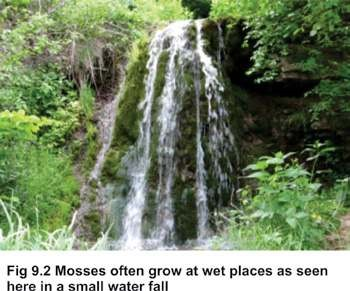 Fig 9.2 Mosses often grow at wet places as seen
here in a small water fall